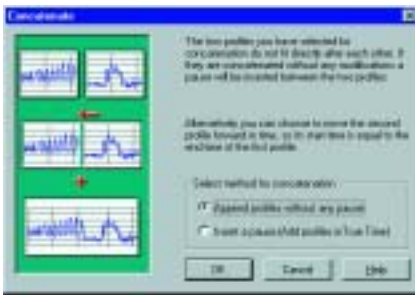 Concatenate
The two profiles you have selected for
concatenation do not fit directly after each other. If
they are concatenated without any modifications a
pause will be inserted between the two profiles.
Alternatively, you can choose to move the second
profile forward in time, so its start time is equal to the
end time of the first profile.
Select method for concatenation
Append profiles without any pause
Insert a pause (Add profiles in True Time)
OK
Cancel
Help